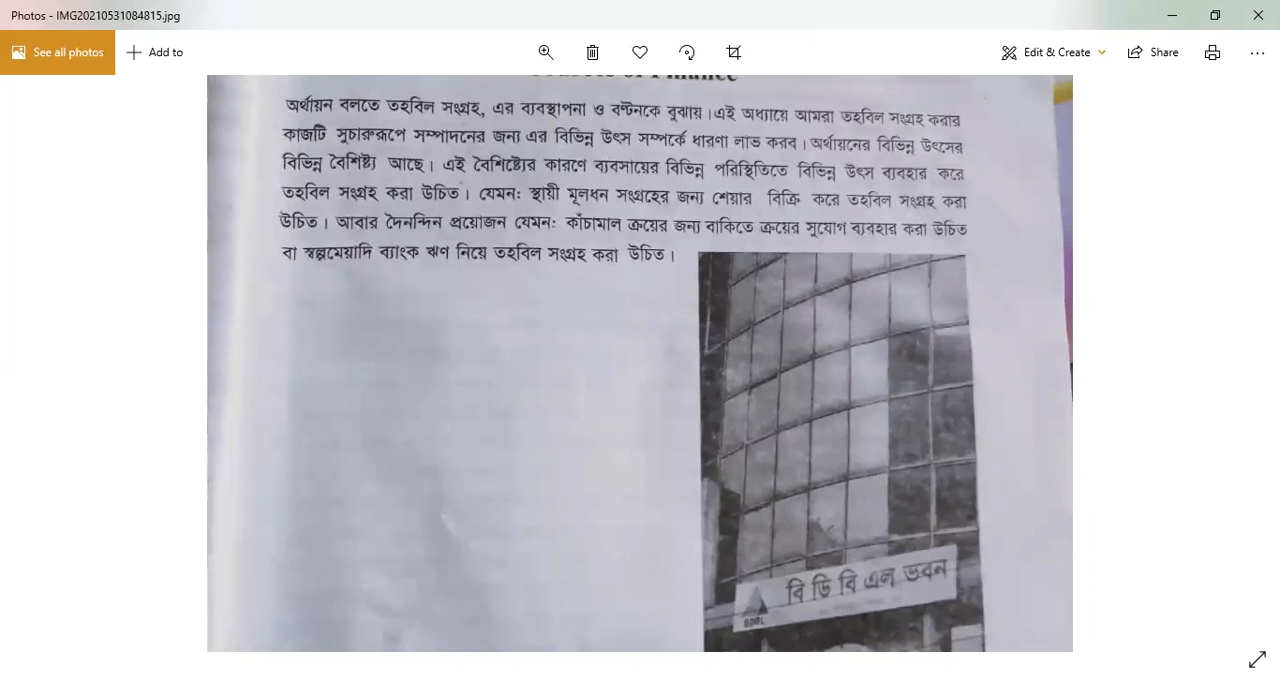 Photos - IMG20210531084815.jpg
See all photos
Add to
Edit & Create
Share
Sources of Finance
অর্থায়ন বলতে তহবিল সংগ্রহ, এর ব্যবস্থাপনা ও বণ্টনকে বুঝায়। এই অধ্যায়ে আমরা তহবিল সংগ্রহ করার
কাজটি সুচারুরূপে সম্পাদনের জন্য এর বিভিন্ন উৎস সম্পর্কে ধারণা লাভ করব। অর্থায়নের বিভিন্ন উৎসের
বিভিন্ন বৈশিষ্ট্য আছে। এই বৈশিষ্ট্যের কারণে ব্যবসায়ের বিভিন্ন পরিস্থিতিতে বিভিন্ন উৎস ব্যবহার করে
তহবিল সংগ্রহ করা উচিত। যেমন: স্থায়ী মূলধন সংগ্রহের জন্য শেয়ার বিক্রি করে তহবিল সংগ্রহ করা
উচিত। আবার দৈনন্দিন প্রয়োজন যেমন: কাঁচামাল ক্রয়ের জন্য বাকিতে ক্রয়ের সুযোগ ব্যবহার করা উচিত
বা স্বল্পমেয়াদি ব্যাংক ঋণ নিয়ে তহবিল সংগ্রহ করা উচিত।
বি ডি বি এল ভবন
BDBL